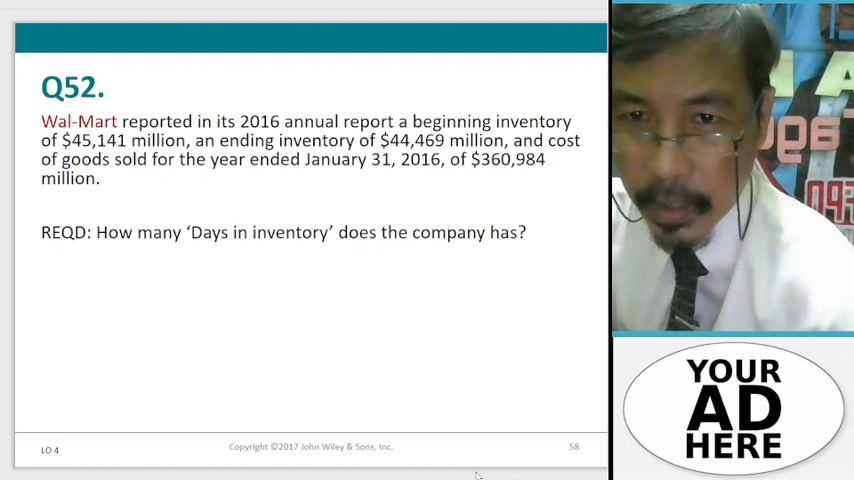 Q52.
Wal-Mart reported in its 2016 annual report a beginning inventory
of $45,141 million, an ending inventory of $44,469 million, and cost
of goods sold for the year ended January 31, 2016, of $360,984
million.
REQD: How many ‘Days in inventory’ does the company has?
LO 4
Copyright ©2017 John Wiley & Sons, Inc.
58
YOUR
AD
HERE